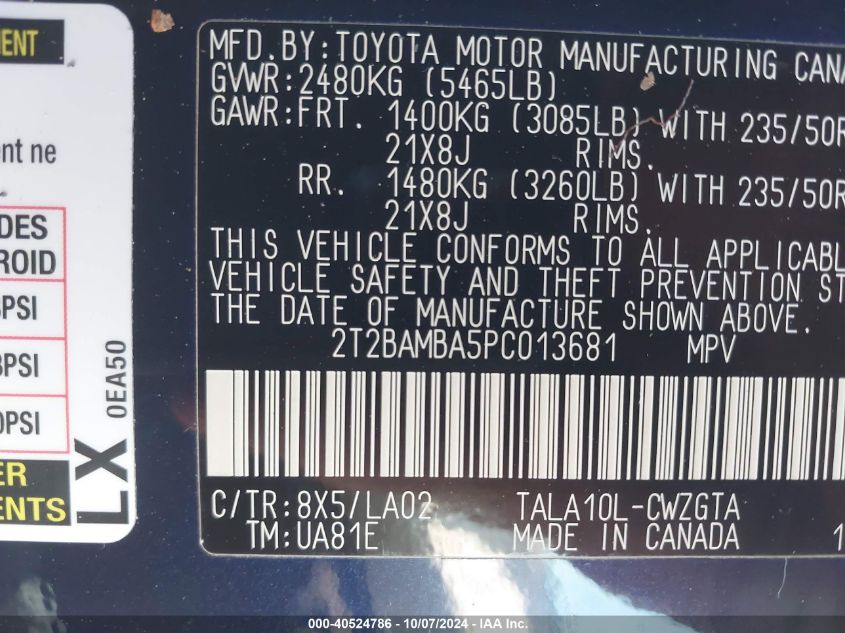 MENT
ent ne
DES
ROID
PSI
PSI
0PSI
LX
0EA50
ER
ENTS
MFD.BY:TOYOTA MOTOR MANUFACTURING CANA
GVWR:2480KG (5465LB)
GAWR:FRT. 1400KG (3085LB) WITH 235/50R
21X8J RIMS.
RR. 1480KG (3260LB) WITH 235/50R
21X8J RIMS.
THIS VEHICLE CONFORMS TO ALL APPLICABL
VEHICLE SAFETY AND THEFT PREVENTION ST
THE DATE OF MANUFACTURE SHOWN ABOVE.
2T2BAMBA5PC013681 MPV
C/TR:8X5/LA02 TALA10L-CWZGTA
TM:UA81E MADE IN CANADA 1
000-40524786 - 10/07/2024 - IAA Inc.